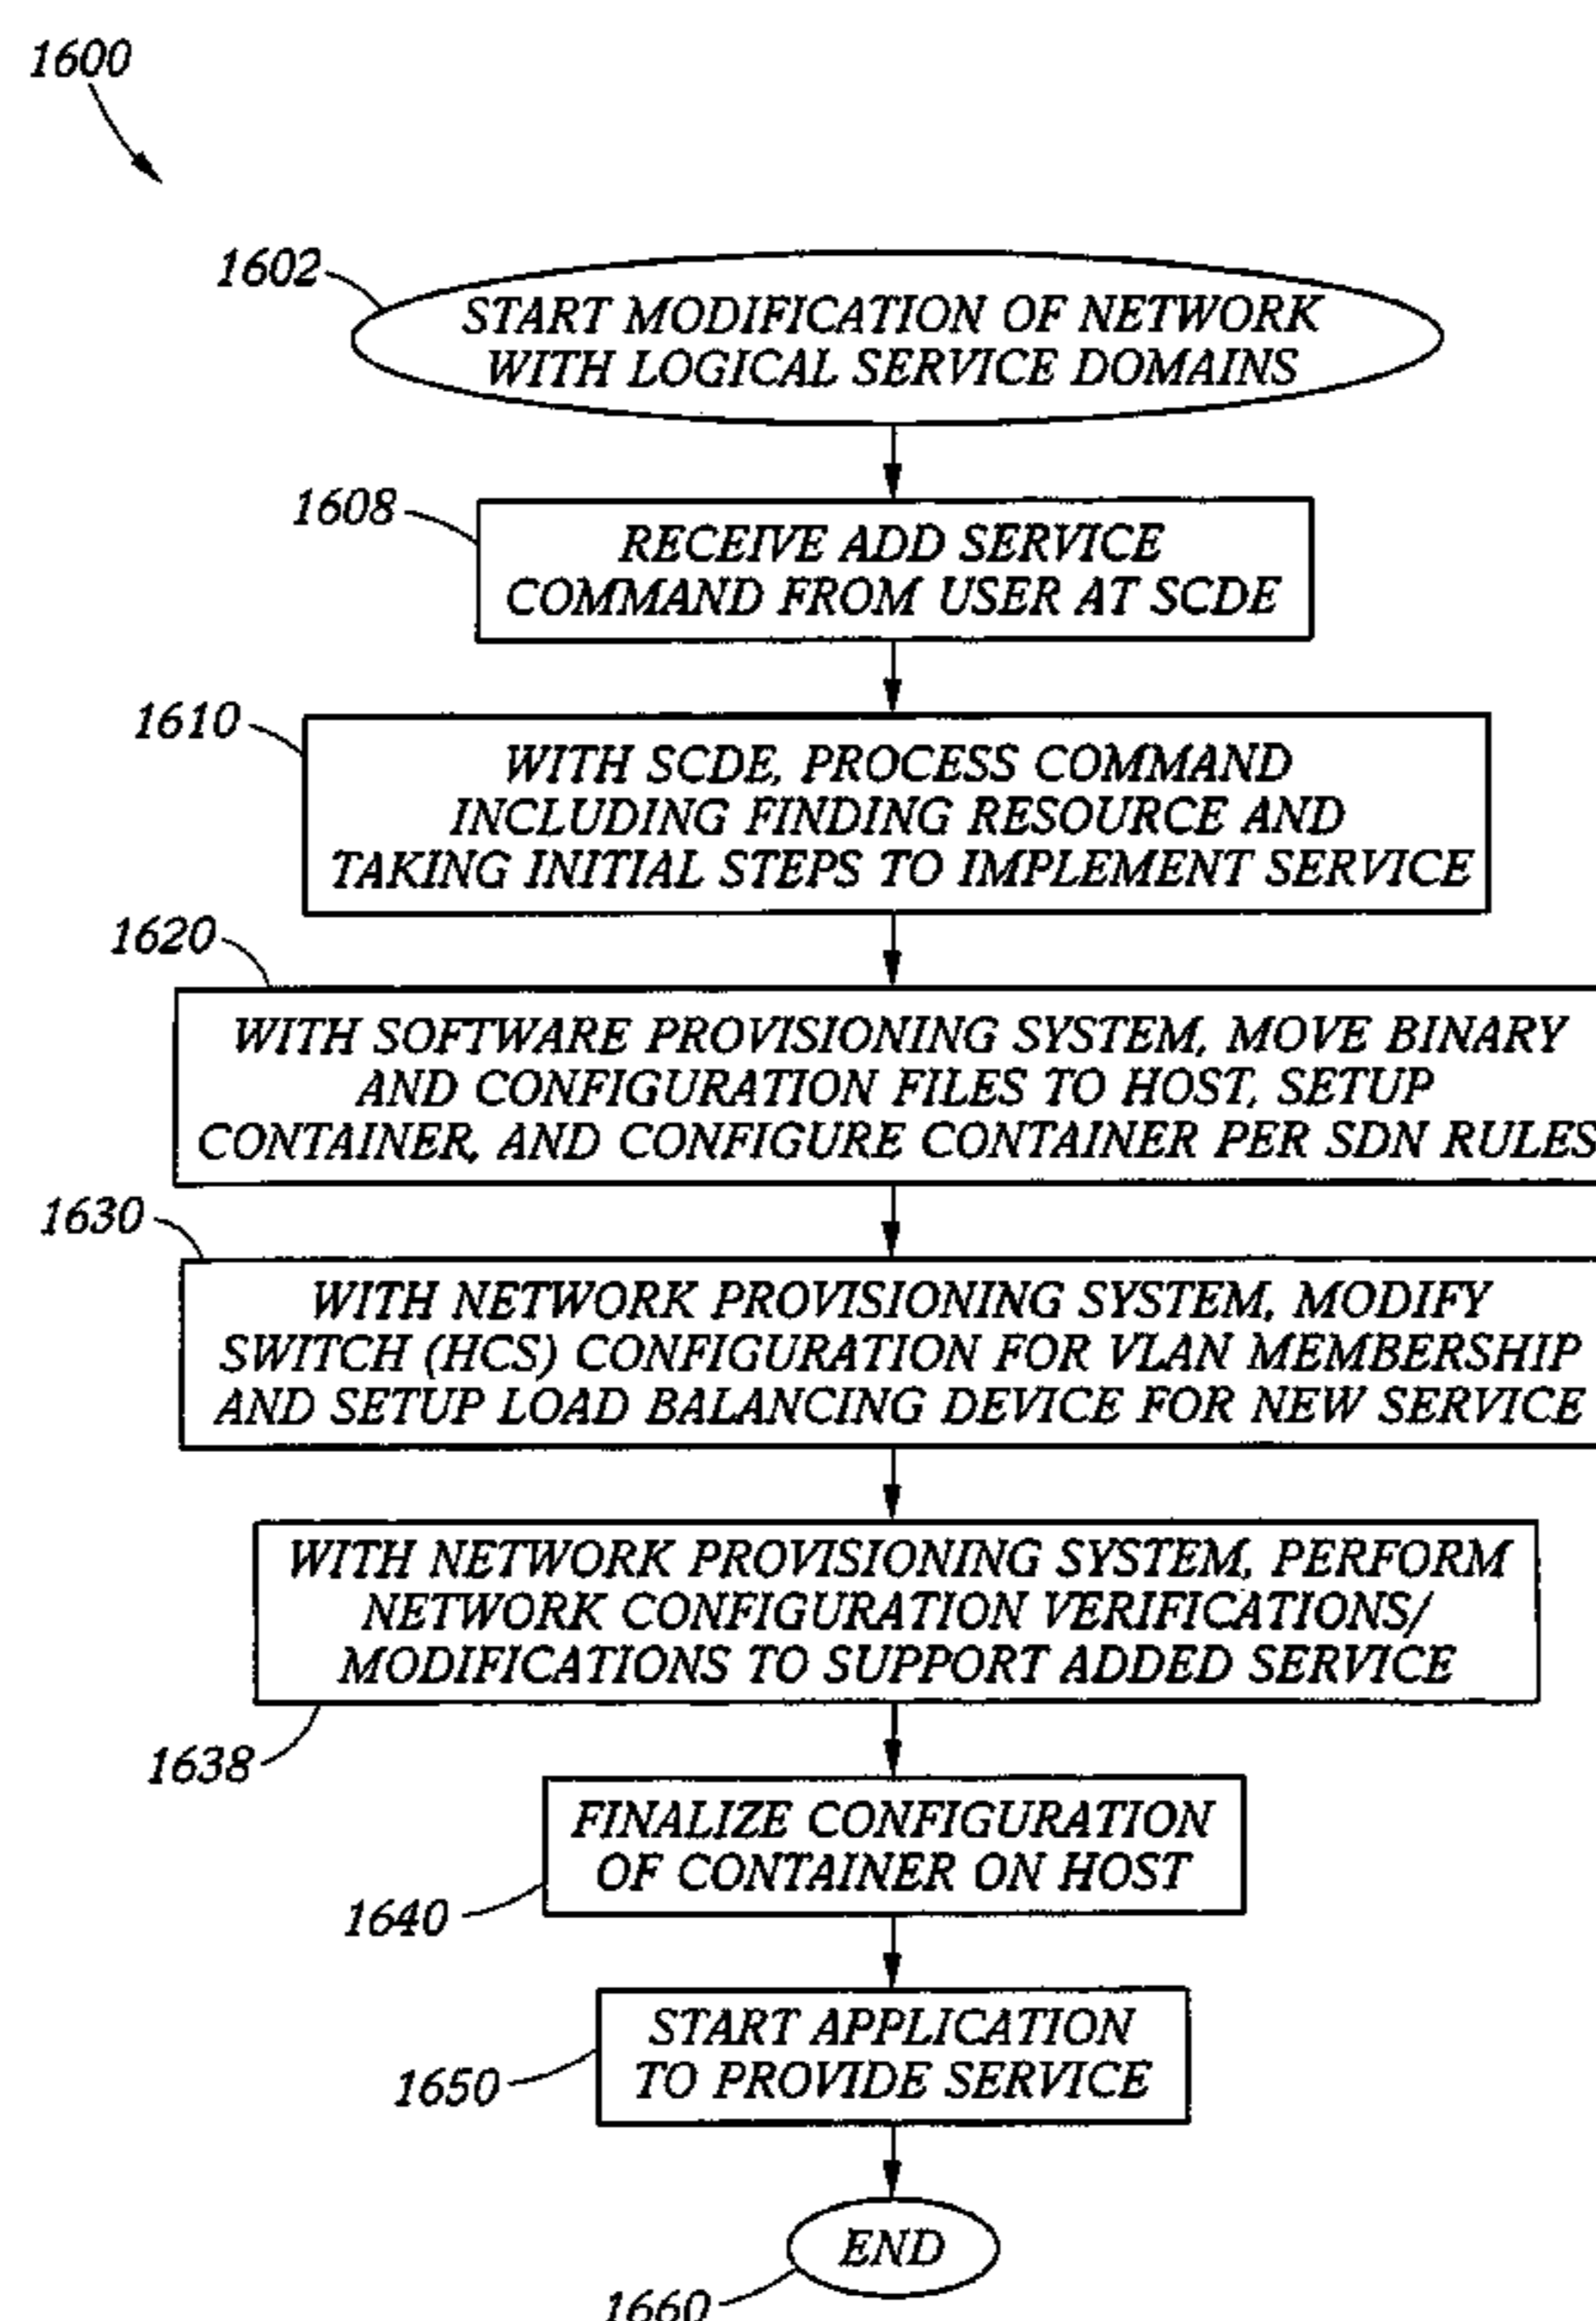 1600
1602
START MODIFICATION OF NETWORK
WITH LOGICAL SERVICE DOMAINS
1608
RECEIVE ADD SERVICE
COMMAND FROM USER AT SCDE
1610
WITH SCDE, PROCESS COMMAND
INCLUDING FINDING RESOURCE AND
TAKING INITIAL STEPS TO IMPLEMENT SERVICE
1620
WITH SOFTWARE PROVISIONING SYSTEM, MOVE BINARY
AND CONFIGURATION FILES TO HOST, SETUP
CONTAINER, AND CONFIGURE CONTAINER PER SDN RULES
1630
WITH NETWORK PROVISIONING SYSTEM, MODIFY
SWITCH (HCS) CONFIGURATION FOR VLAN MEMBERSHIP
AND SETUP LOAD BALANCING DEVICE FOR NEW SERVICE
WITH NETWORK PROVISIONING SYSTEM, PERFORM
NETWORK CONFIGURATION VERIFICATIONS/
MODIFICATIONS TO SUPPORT ADDED SERVICE
1638
FINALIZE CONFIGURATION
OF CONTAINER ON HOST
1640
START APPLICATION
TO PROVIDE SERVICE
1650
END
1660